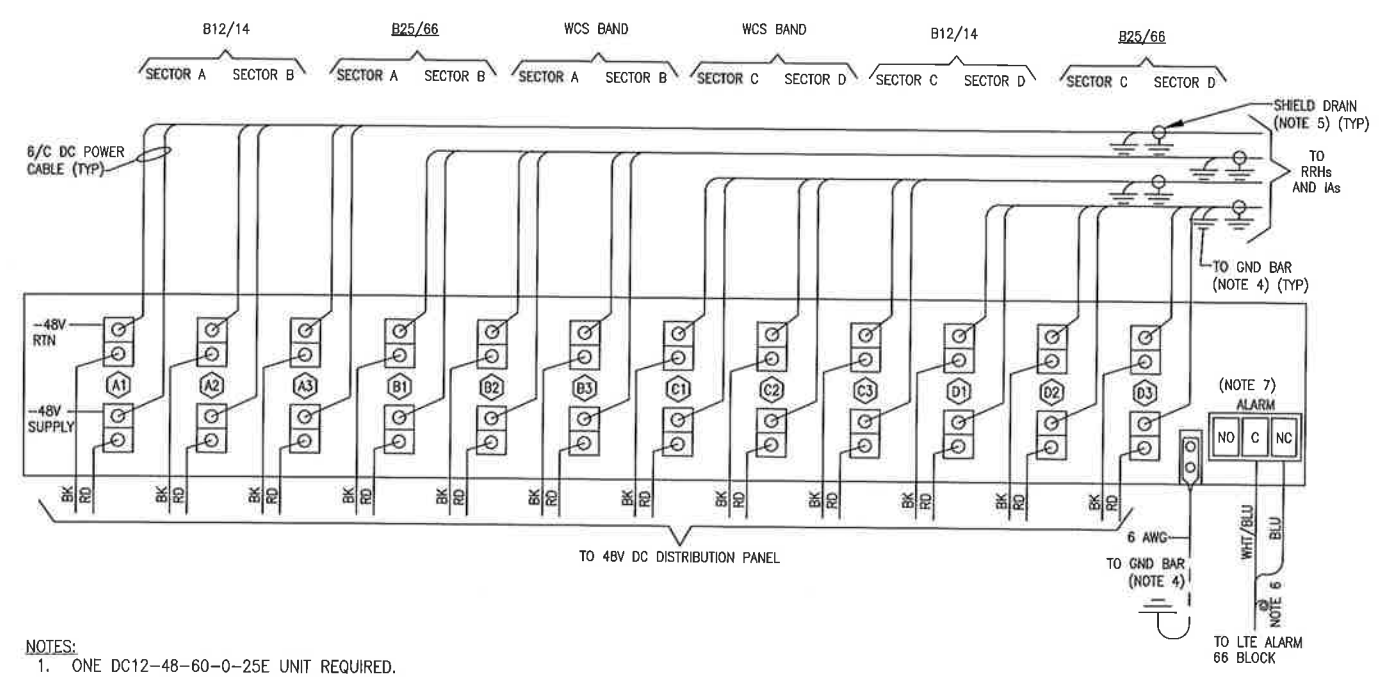 B12/14
B25/66
WCS BAND
WCS BAND
B12/14
B25/66
SECTOR A SECTOR B
SECTOR A SECTOR B
SECTOR A SECTOR B
SECTOR C SECTOR D
SECTOR C SECTOR D
SECTOR C SECTOR D
SHIELD DRAIN
(NOTE 5) (TYP)
6/C DC POWER
CABLE (TYP)
TO
RRHs
AND iAs
TO GND BAR
(NOTE 4) (TYP)
-48V
RTN
A1
A2
A3
B1
B2
B3
C1
C2
C3
D1
D2
D3
-48V
SUPPLY
(NOTE 7)
ALARM
NO C NC
BK RD
BK RD
BK RD
BK RD
BK RD
BK RD
BK RD
BK RD
BK RD
BK RD
BK RD
BK RD
TO 48V DC DISTRIBUTION PANEL
6 AWG
TO GND BAR
(NOTE 4)
WHT/BLU
BLU
@
NOTE 6
TO LTE ALARM
66 BLOCK
NOTES:
1. ONE DC12-48-60-0-25E UNIT REQUIRED.